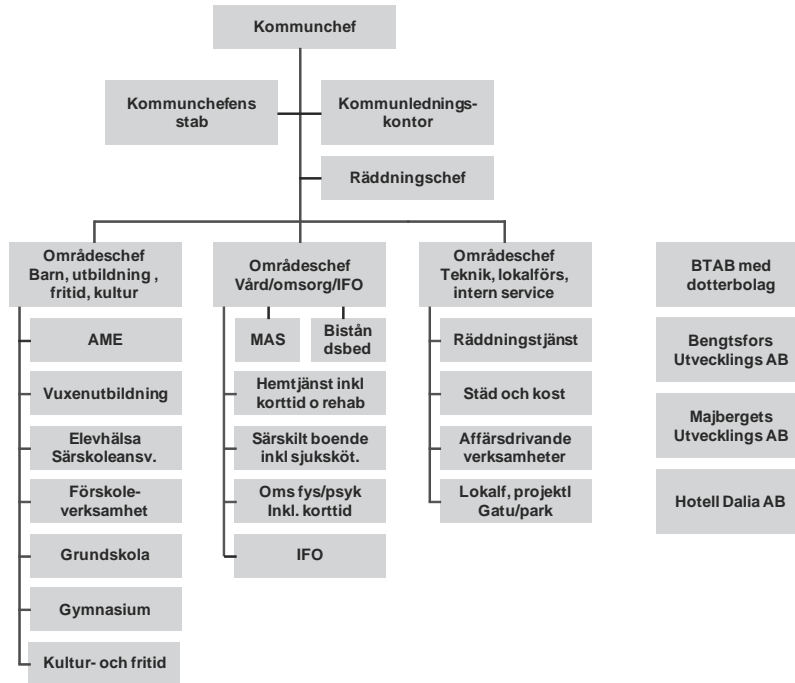 Kommunchef
Kommunchefens
stab
Kommunlednings-
kontor
Räddningschef
Områdeschef
Barn, utbildning ,
fritid, kultur
AME
Vuxenutbildning
Elevhälsa
Särskoleansv.
Förskole-
verksamhet
Grundskola
Gymnasium
Kultur- och fritid
Områdeschef
Vård/omsorg/IFO
MAS
Bistån
dsbed
Hemtjänst inkl
korttid o rehab
Särskilt boende
inkl sjuksköt.
Oms fys/psyk
Inkl. korttid
IFO
Områdeschef
Teknik, lokalförs,
intern service
Räddningstjänst
Städ och kost
Affärsdrivande
verksamheter
Lokalf, projektl
Gatu/park
BTAB med
dotterbolag
Bengtsfors
Utvecklings AB
Majbergets
Utvecklings AB
Hotell Dalia AB